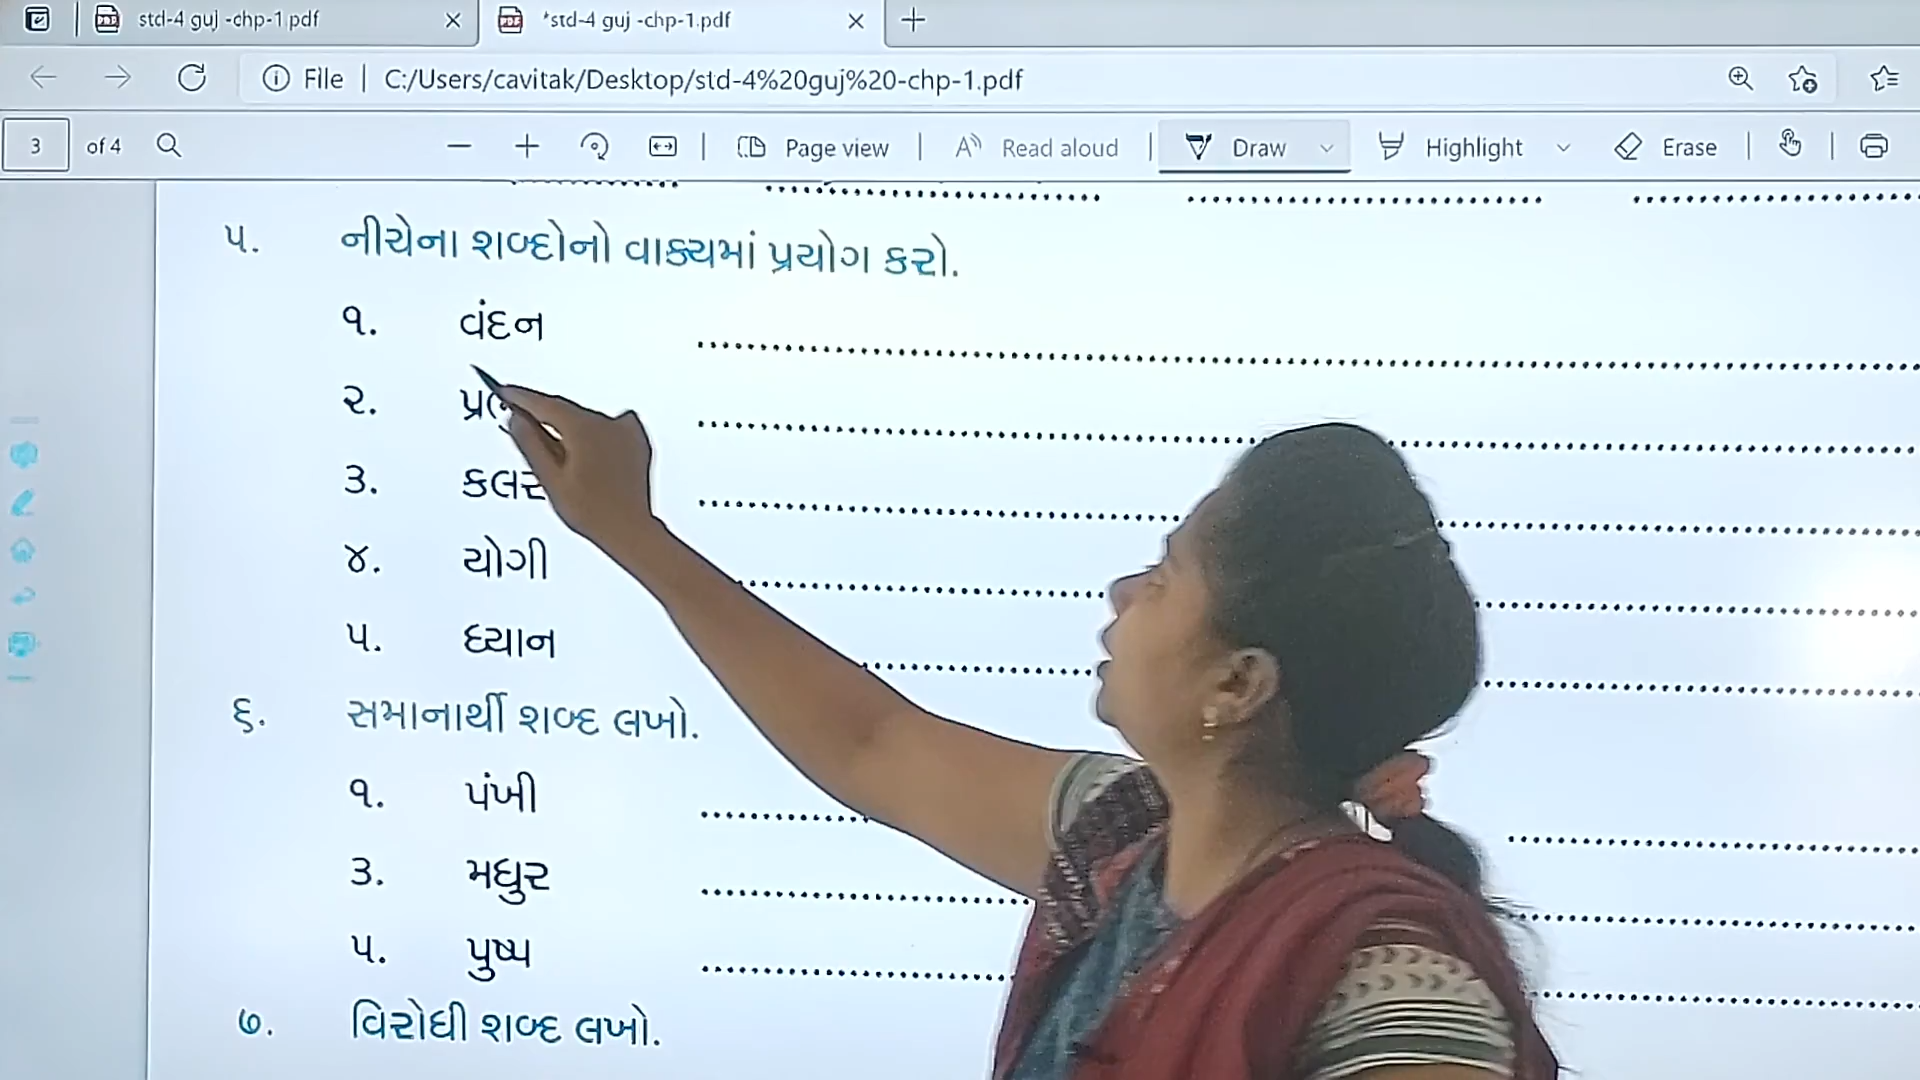 std-4 guj -chp-1.pdf
*std-4 guj -chp-1.pdf
File | C:/Users/cavitak/Desktop/std-4%20guj%20-chp-1.pdf
3 of 4
Page view
Read aloud
Draw
Highlight
Erase
૫. નીચેના શબ્દોનો વાક્યમાં પ્રયોગ કરો.
૧. વંદન
૨.
૩.
૪. યોગી
૫. ધ્યાન
૬. સમાનાર્થી શબ્દ લખો.
૧. પંખી
૩. મધુર
૫. પુષ્પ
૭. વિરોધી શબ્દ લખો.